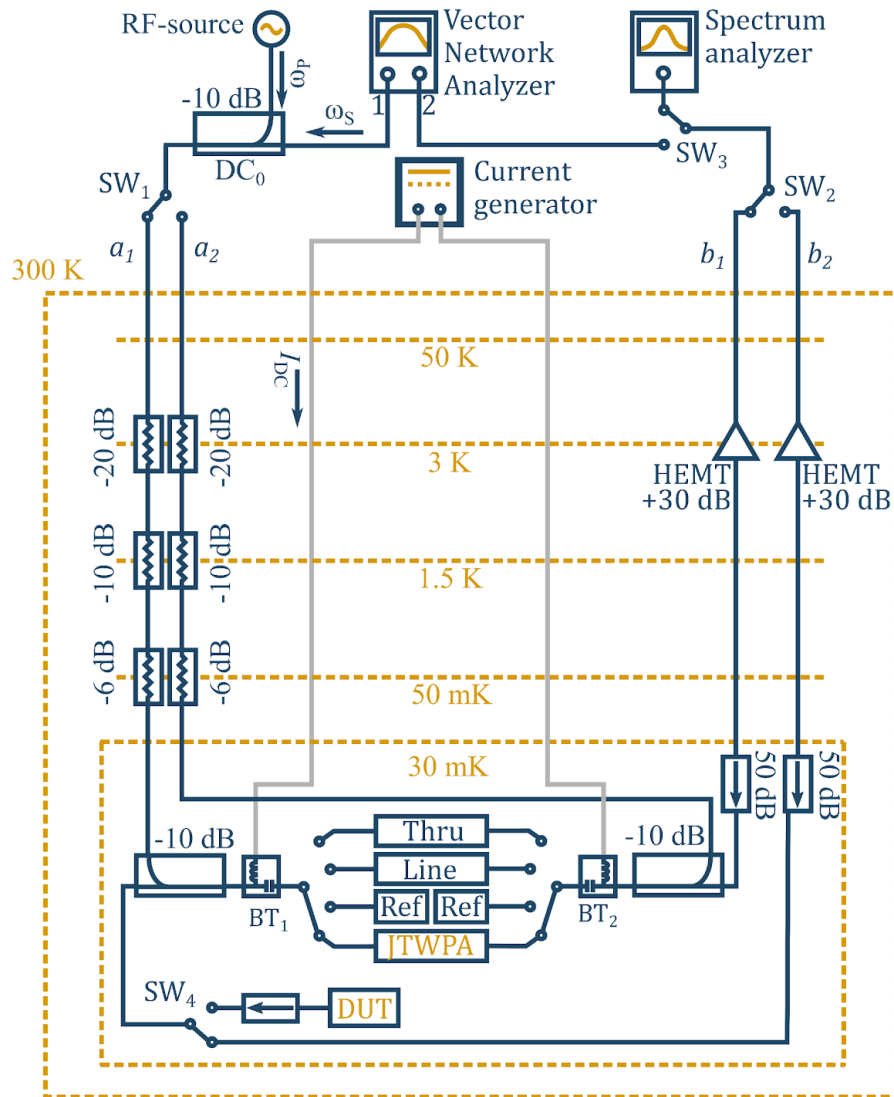 RF-source
Vector
Network
Analyzer
Spectrum
analyzer
ωP
-10 dB
ωS
1
2
DC0
SW3
SW1
Current
generator
SW2
a1
a2
b1
b2
300 K
50 K
IDC
-20 dB
-20 dB
3 K
HEMT
+30 dB
HEMT
+30 dB
-10 dB
-10 dB
1.5 K
-6 dB
-6 dB
50 mK
30 mK
50 dB
50 dB
-10 dB
Thru
-10 dB
Line
Ref
Ref
BT1
BT2
JTWPA
SW4
DUT